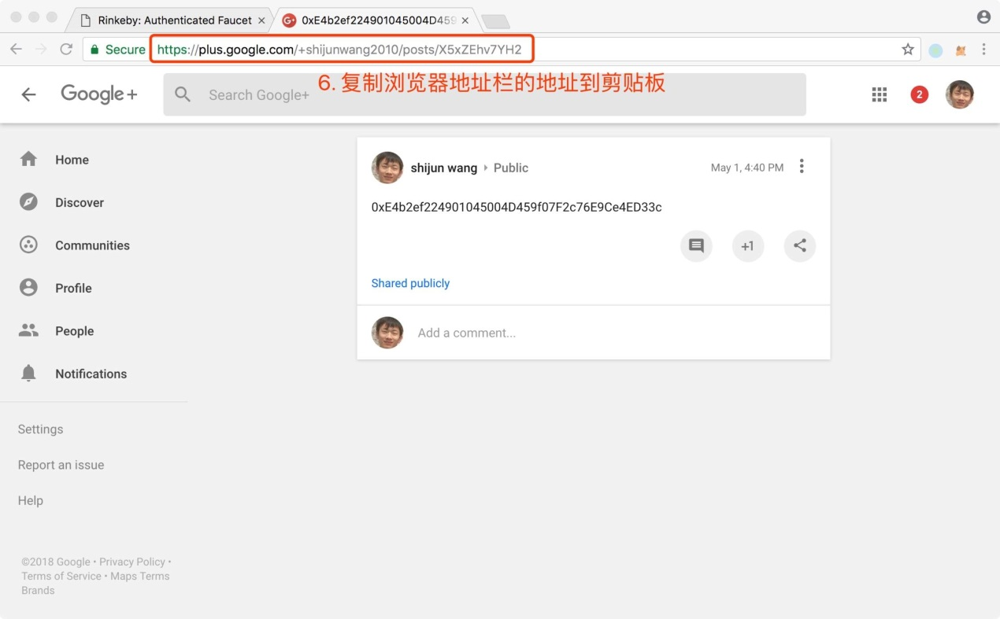 Rinkeby: Authenticated Faucet
0xE4b2ef224901045004D459
Secure
https://plus.google.com/+shijunwang2010/posts/X5xZEhv7YH2
6. 复制浏览器地址栏的地址到剪贴板
Google+
Search Google+
2
Home
Discover
Communities
Profile
People
Notifications
Settings
Report an issue
Help
©2018 Google • Privacy Policy •
Terms of Service • Maps Terms
Brands
shijun wang
Public
May 1, 4:40 PM
0xE4b2ef224901045004D459f07F2c76E9Ce4ED33c
+1
Shared publicly
Add a comment...